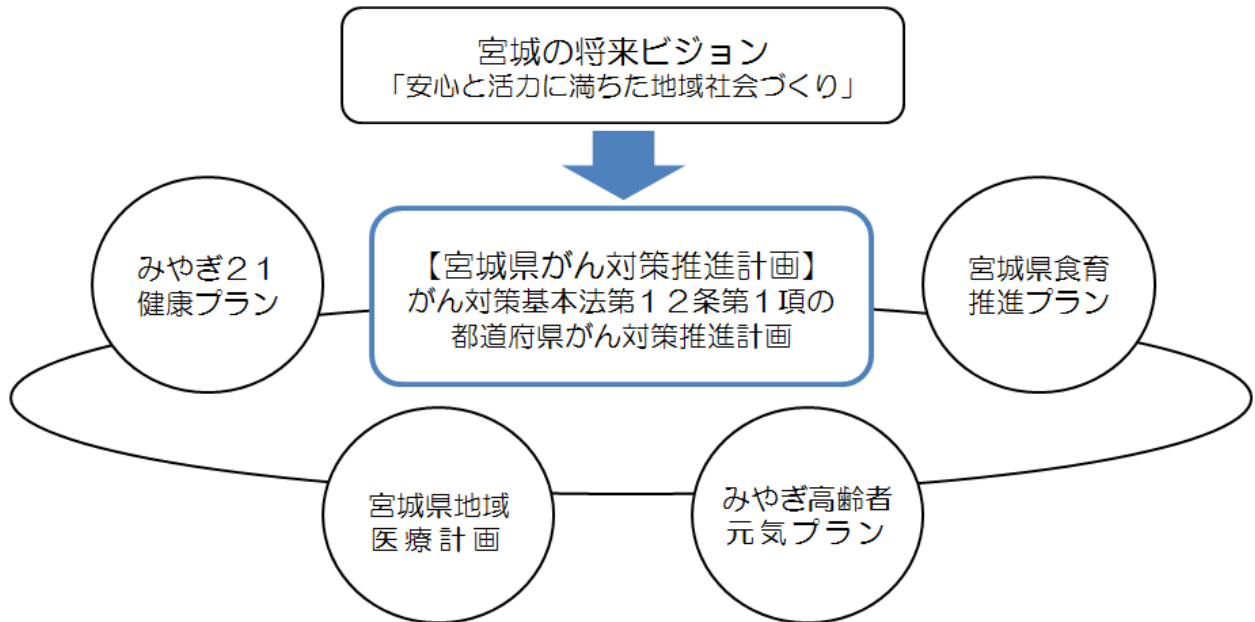 宮城の将来ビジョン
「安心と活力に満ちた地域社会づくり」
みやぎ２１
健康プラン
【宮城県がん対策推進計画】
がん対策基本法第１２条第１項の
都道府県がん対策推進計画
宮城県食育
推進プラン
宮城県地域
医療計画
みやぎ高齢者
元気プラン